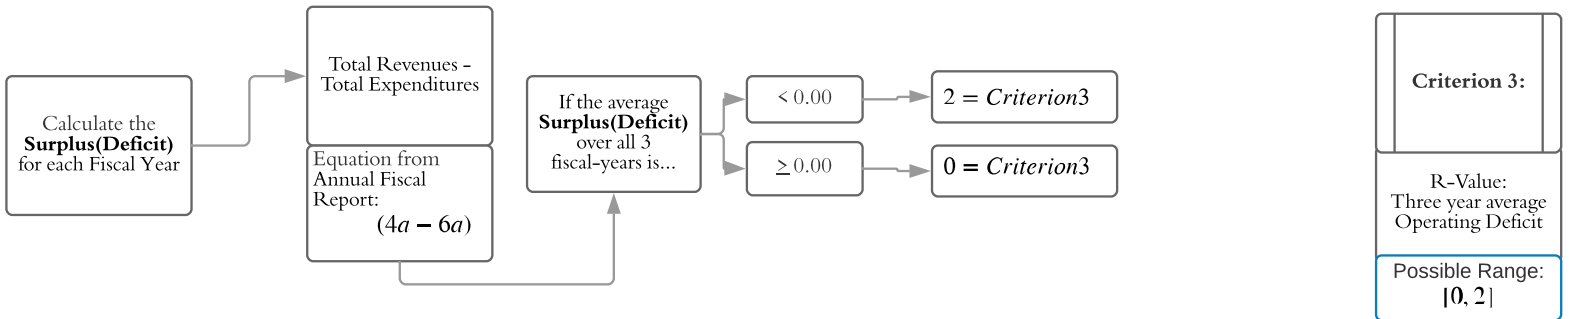 Calculate the
Surplus(Deficit)
for each Fiscal Year
Total Revenues -
Total Expenditures
Equation from
Annual Fiscal
Report:
(4a − 6a)
If the average
Surplus(Deficit)
over all 3
fiscal-years is...
< 0.00
2 = Criterion3
≥ 0.00
0 = Criterion3
Criterion 3:
R-Value:
Three year average
Operating Deficit
Possible Range:
[0, 2]